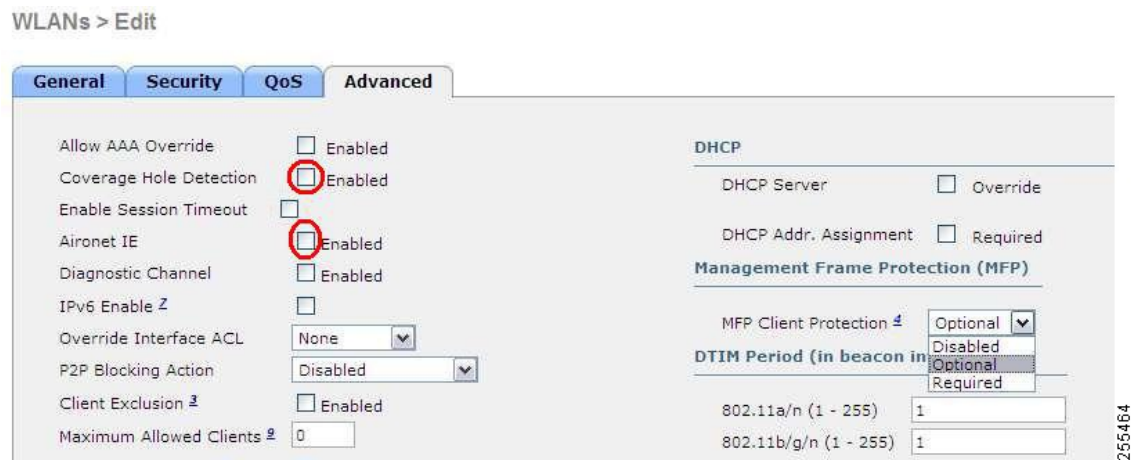 WLANs > Edit
General
Security
QoS
Advanced
Allow AAA Override Enabled
Coverage Hole Detection Enabled
Enable Session Timeout
Aironet IE Enabled
Diagnostic Channel Enabled
IPv6 Enable 7
Override Interface ACL None
P2P Blocking Action Disabled
Client Exclusion 3 Enabled
Maximum Allowed Clients 9 0
DHCP
DHCP Server Override
DHCP Addr. Assignment Required
Management Frame Protection (MFP)
MFP Client Protection 4 Optional
Disabled
Optional
Required
DTIM Period (in beacon in
802.11a/n (1 - 255) 1
802.11b/g/n (1 - 255) 1
255464